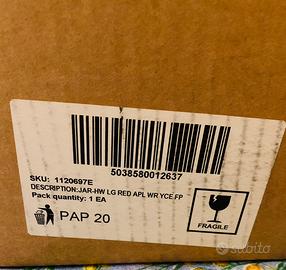 5038580012637
SKU: 1120697E
DESCRIPTION:JAR-HW LG RED APL WR YCE FP
Pack quantity: 1 EA
PAP 20
FRAGILE
subito